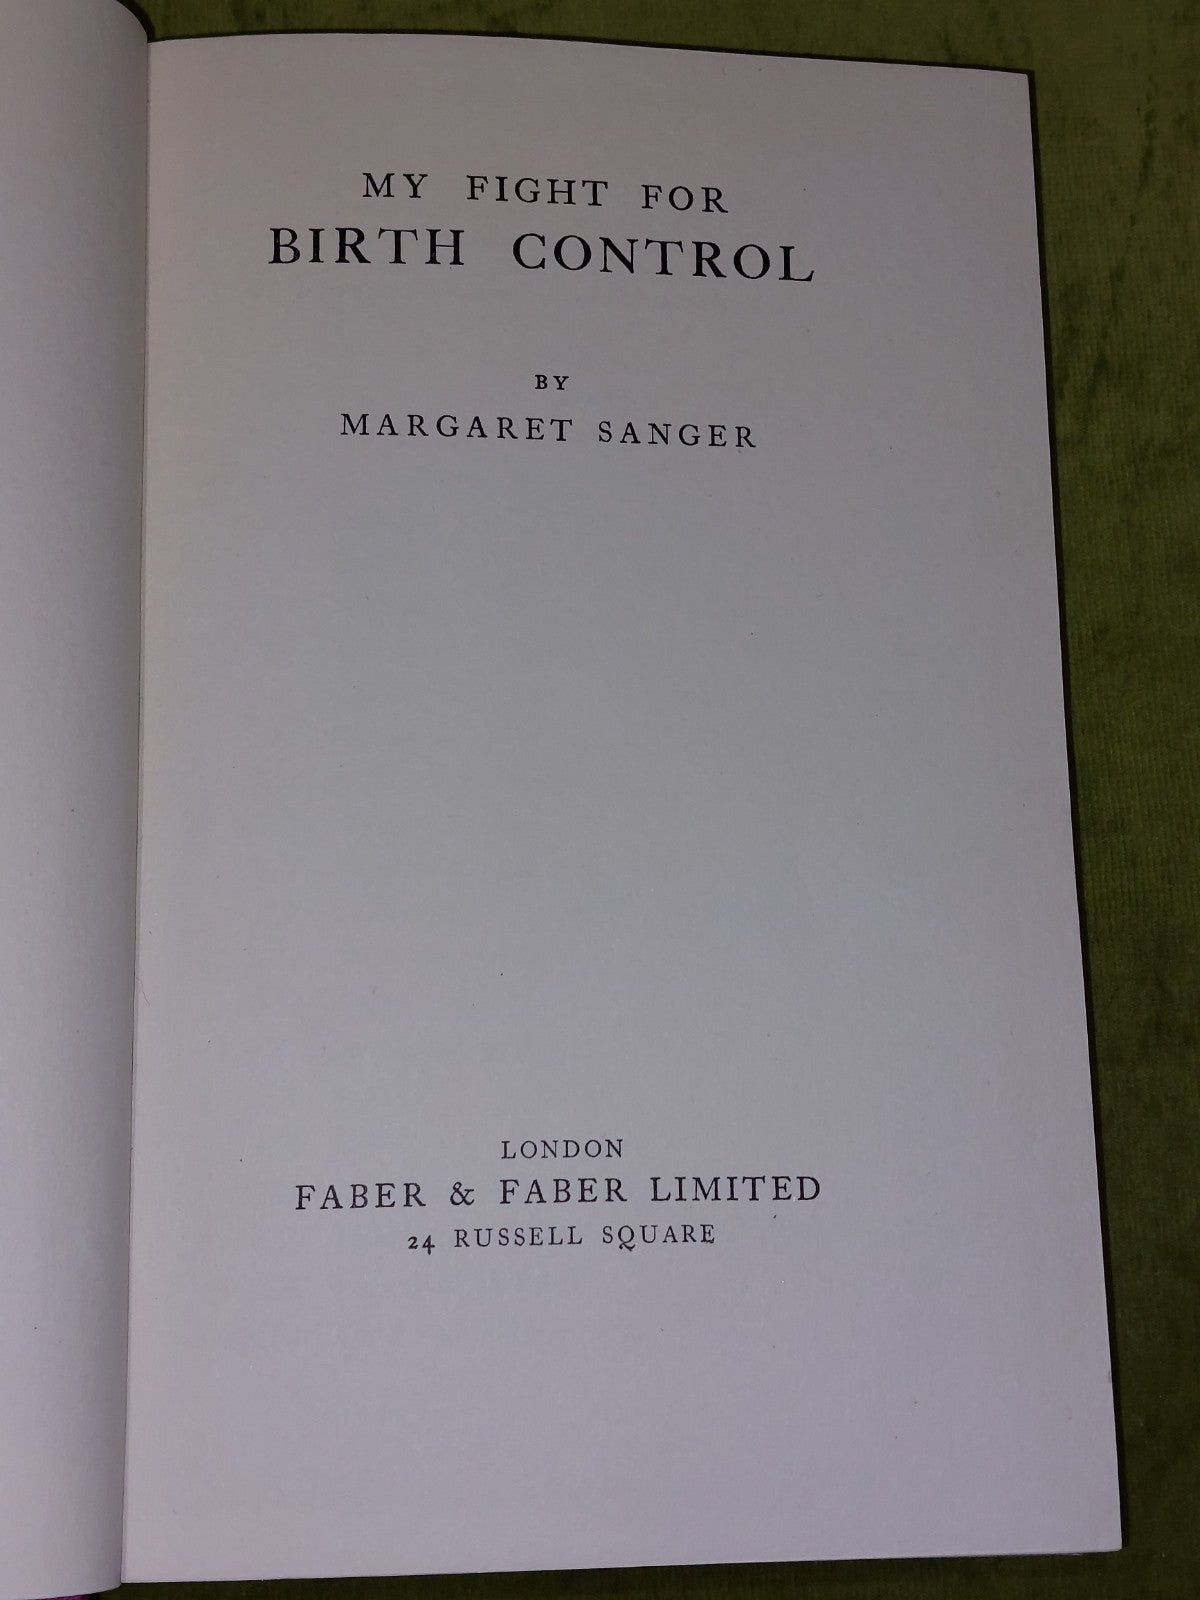 MY FIGHT FOR
BIRTH CONTROL
BY
MARGARET SANGER
LONDON
FABER & FABER LIMITED
24 RUSSELL SQUARE